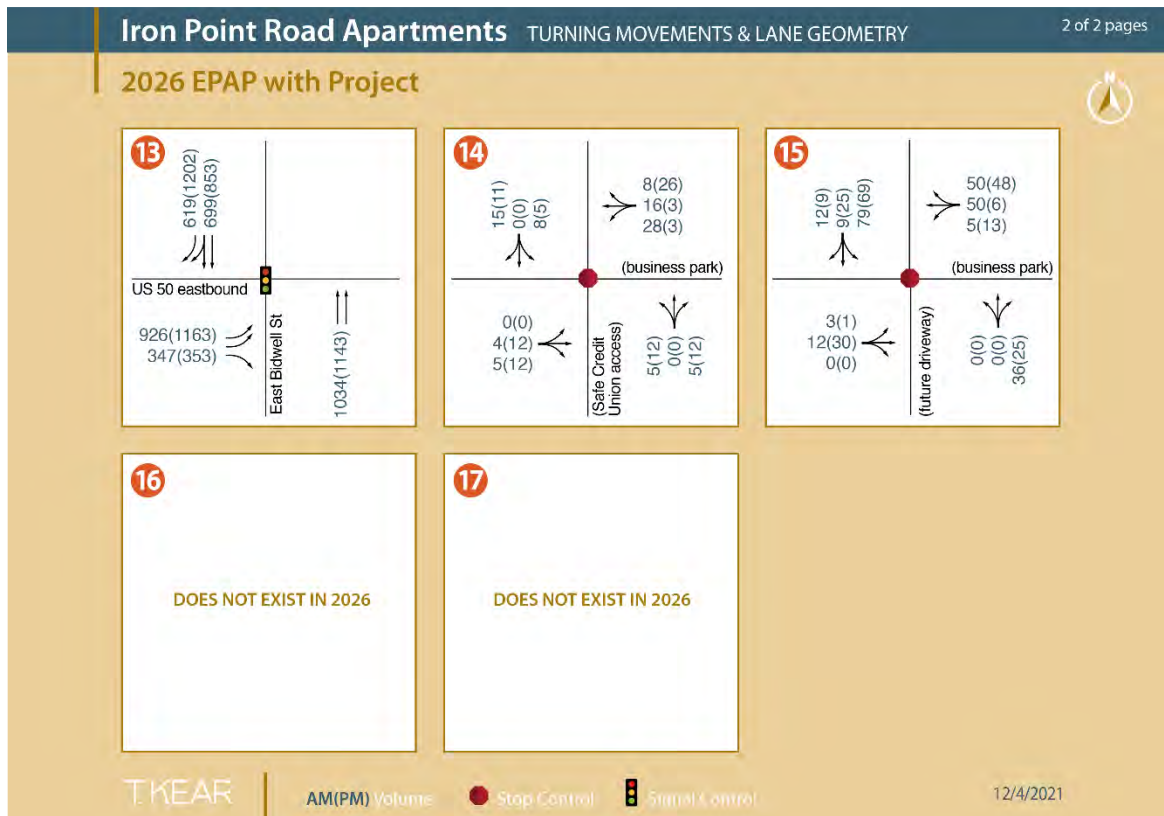 Iron Point Road Apartments TURNING MOVEMENTS & LANE GEOMETRY
2 of 2 pages
2026 EPAP with Project
N
13
619(1202)
699(853)
US 50 eastbound
926(1163)
347(353)
East Bidwell St
1034(1143)
14
15(11)
0(0)
8(5)
8(26)
16(3)
28(3)
(business park)
0(0)
4(12)
5(12)
(Safe Credit
Union access)
5(12)
0(0)
5(12)
15
12(9)
9(25)
79(69)
50(48)
50(6)
5(13)
(business park)
3(1)
12(30)
0(0)
(future driveway)
0(0)
0(0)
36(25)
16
DOES NOT EXIST IN 2026
17
DOES NOT EXIST IN 2026
T.KEAR
AM(PM) Volume
Stop Control
Signal Control
12/4/2021